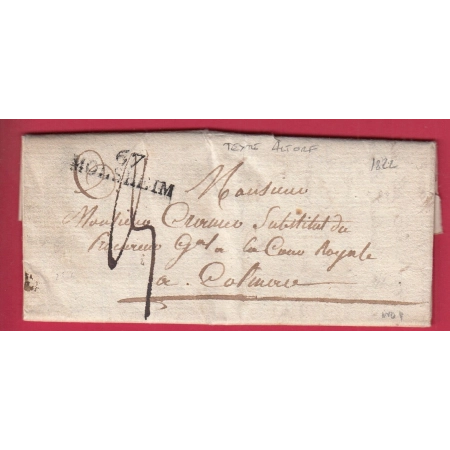 TEXTE ALTORF
1822
67
MOLSHEIM
Monsieur
Monsieur Substitut du
Procureur Gal a la Cour Royale
a Colmar